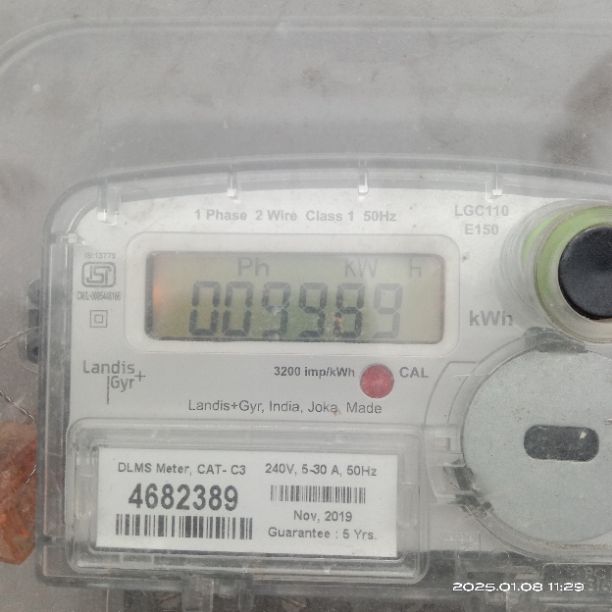 1 Phase 2 Wire Class 1 50Hz
LGC110
E150
IS:13779
Ph kW h
kWh
Landis
Gyr+
3200 imp/kWh
CAL
Landis+Gyr, India, Joka, Made
DLMS Meter, CAT- C3
240V, 5-30 A, 50Hz
4682389
Nov, 2019
Guarantee : 5 Yrs.
2025.01.08 11:29